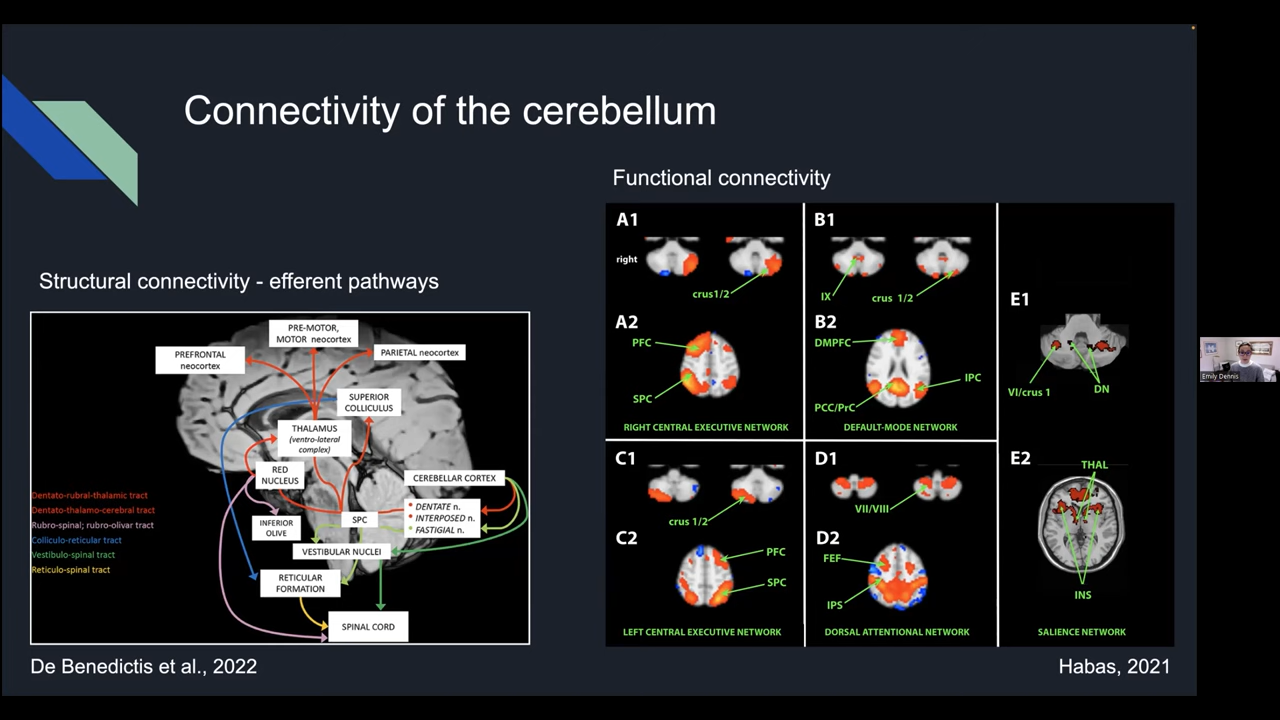 Connectivity of the cerebellum
Structural connectivity - efferent pathways
PRE-MOTOR,
MOTOR neocortex
PREFRONTAL
neocortex
PARIETAL neocortex
SUPERIOR
COLLICULUS
THALAMUS
(ventro-lateral
complex)
RED
NUCLEUS
CEREBELLAR CORTEX
Dentato-rubral-thalamic tract
Dentato-thalamo-cerebral tract
Rubro-spinal; rubro-olivar tract
Colliculo-reticular tract
Vestibulo-spinal tract
Reticulo-spinal tract
INFERIOR
OLIVE
SPC
• DENTATE n.
• INTERPOSED n.
• FASTIGIAL n.
VESTIBULAR NUCLEI
RETICULAR
FORMATION
SPINAL CORD
De Benedictis et al., 2022
Functional connectivity
A1
right
crus1/2
A2
PFC
SPC
RIGHT CENTRAL EXECUTIVE NETWORK
B1
IX
crus 1/2
B2
DMPFC
IPC
PCC/PrC
DEFAULT-MODE NETWORK
C1
crus 1/2
C2
PFC
SPC
LEFT CENTRAL EXECUTIVE NETWORK
D1
VII/VIII
D2
FEF
IPS
DORSAL ATTENTIONAL NETWORK
E1
VI/crus 1
DN
E2
THAL
INS
SALIENCE NETWORK
Habas, 2021
Emily Dennis